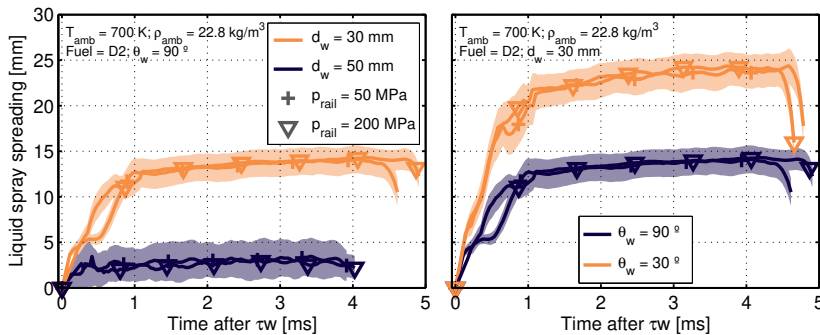 T_amb = 700 K; ρ_amb = 22.8 kg/m³
Fuel = D2; θ_w = 90 º
d_w = 30 mm
d_w = 50 mm
p_rail = 50 MPa
p_rail = 200 MPa
30
25
20
15
10
5
0
Liquid spray spreading [mm]
0 1 2 3 4 5
Time after τw [ms]
T_amb = 700 K; ρ_amb = 22.8 kg/m³
Fuel = D2; d_w = 30 mm
θ_w = 90 º
θ_w = 30 º
0 1 2 3 4 5
Time after τw [ms]